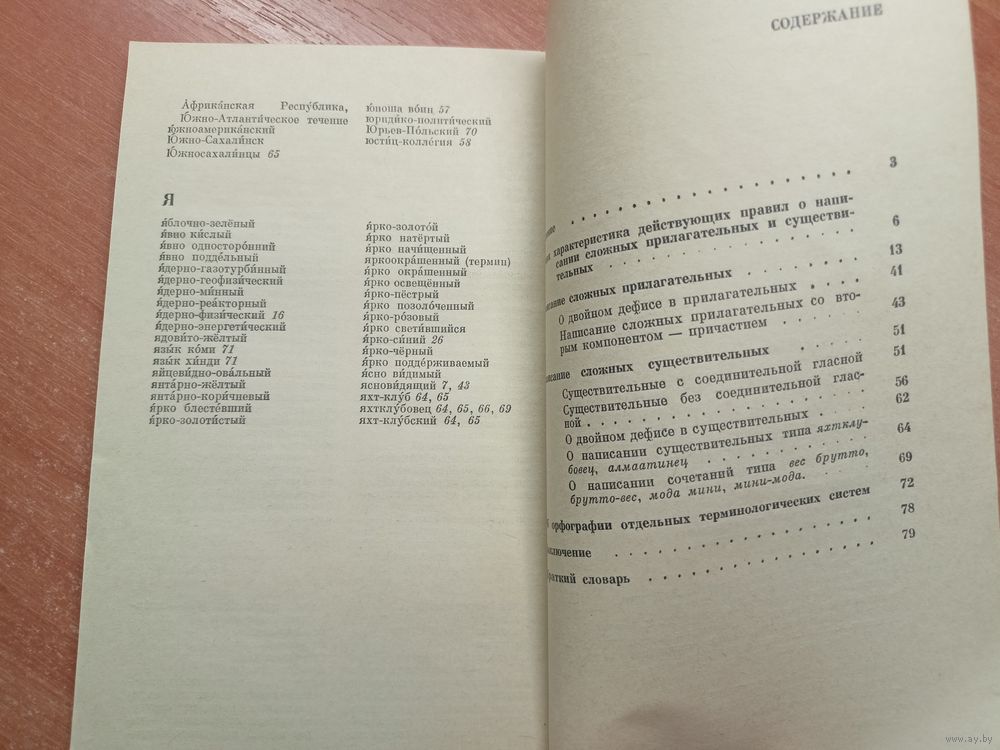 А́фрика́нская Респу́блика,
Ю́жно-Атланти́ческое течение
ю́жноамерика́нский
Ю́жно-Сахали́нск
Ю́жносахали́нцы 65
ю́ноша во́ин 57
юриди́ко-полити́ческий
Ю́рьев-По́льский 70
юсти́ц-колле́гия 58
Я
я́блочно-зелёный
я́вно ки́слый
я́вно односторо́нний
я́вно подде́льный
я́дерно-газотурби́нный
я́дерно-геофизи́ческий
я́дерно-ми́нный
я́дерно-реа́кторный
я́дерно-физи́ческий 16
я́дерно-энергети́ческий
ядови́то-жёлтый
язы́к ко́ми 71
язы́к хи́нди 71
яйцеви́дно-ова́льный
янта́рно-жёлтый
янта́рно-кори́чневый
я́рко блесте́вший
я́рко-золоти́стый
я́рко-золото́й
я́рко натёртый
я́рко начи́щенный
яркоокра́шенный (термин)
я́рко окра́шенный
я́рко освещённый
я́рко-пёстрый
я́рко позоло́ченный
я́рко-ро́зовый
я́рко свети́вшийся
я́рко-си́ний 26
я́рко-чёрный
я́рко подде́рживаемый
я́сно ви́димый
яснови́дящий 7, 43
яхт-клу́б 64, 65
яхтклу́бовец 64, 65, 66, 69
яхт-клу́бский 64, 65
СОДЕРЖАНИЕ
3
характеристика действующих правил о напи-
сании сложных прилагательных и существи-
тельных 6
сложных прилагательных 13
О двойном дефисе в прилагательных 41
Написание сложных прилагательных со вто-
рым компонентом — причастием 43
сложных существительных 51
Существительные с соединительной гласной 51
Существительные без соединительной глас-
ной 56
О двойном дефисе в существительных 62
О написании существительных типа яхтклу-
бовец, алмаатинец 64
О написании сочетаний типа вес брутто,
брутто-вес, мода мини, мини-мода. 69
орфографии отдельных терминологических систем 72
78
словарь 79
www.ay.by